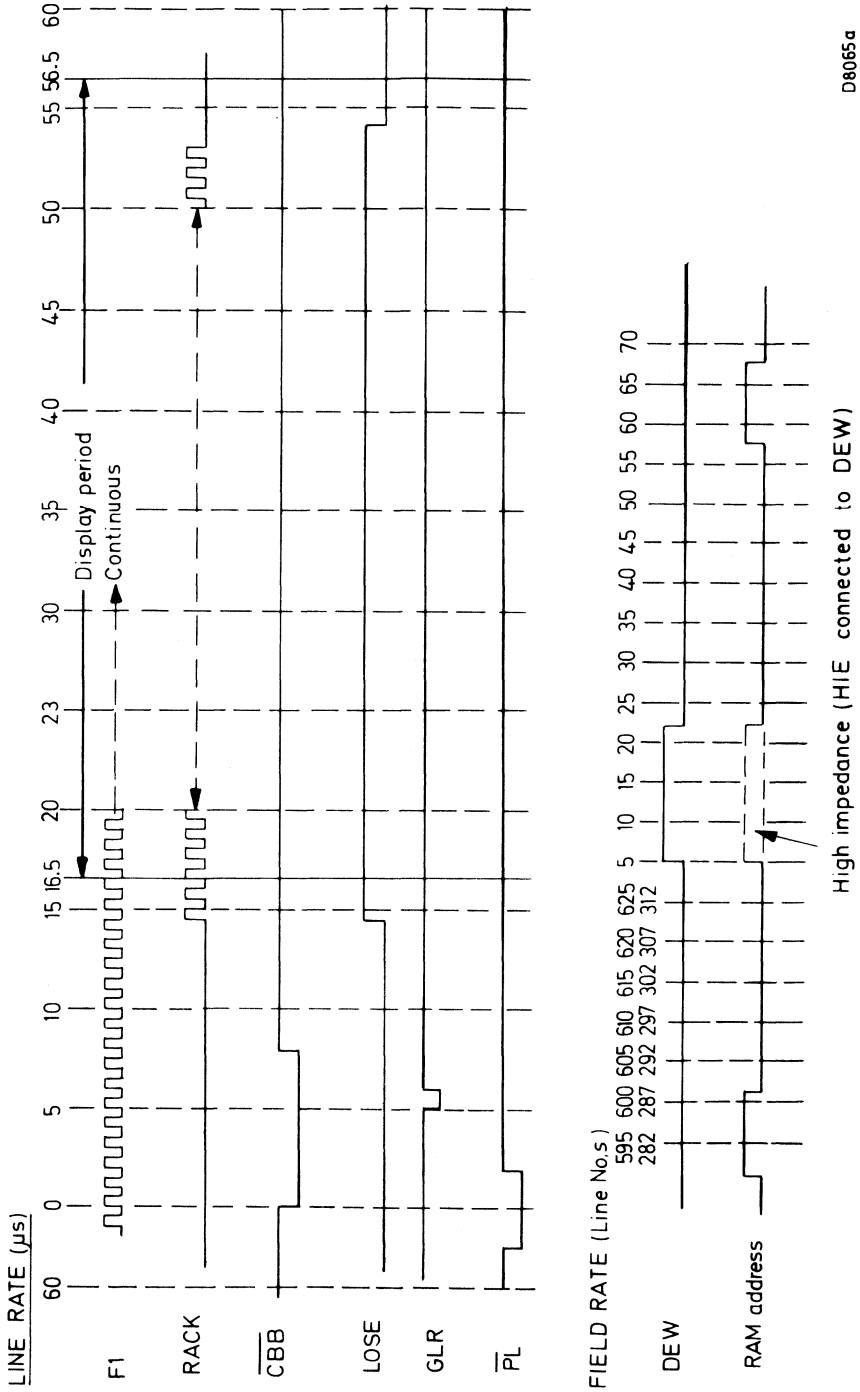 LINE RATE (µs)
60 0 5 10 15 16.5 20 23 30 35 40 45 50 55 56.5 60
Display period
F1 Continuous
RACK
CBB
LOSE
GLR
PL
FIELD RATE (Line No,s)
595 600 605 610 615 620 625 5 10 15 20 25 30 35 40 45 50 55 60 65 70
282 287 292 297 302 307 312
DEW
RAM address
High impedance (HIE connected to DEW)
D8065a